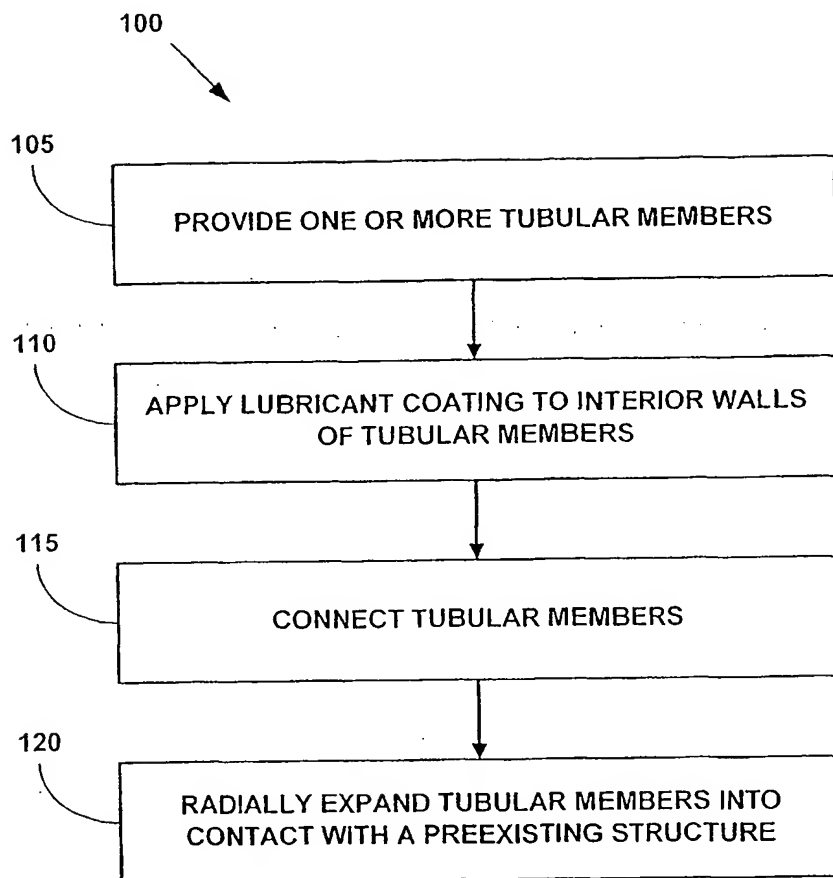 100
105
PROVIDE ONE OR MORE TUBULAR MEMBERS
110
APPLY LUBRICANT COATING TO INTERIOR WALLS
OF TUBULAR MEMBERS
115
CONNECT TUBULAR MEMBERS
120
RADIALLY EXPAND TUBULAR MEMBERS INTO
CONTACT WITH A PREEXISTING STRUCTURE